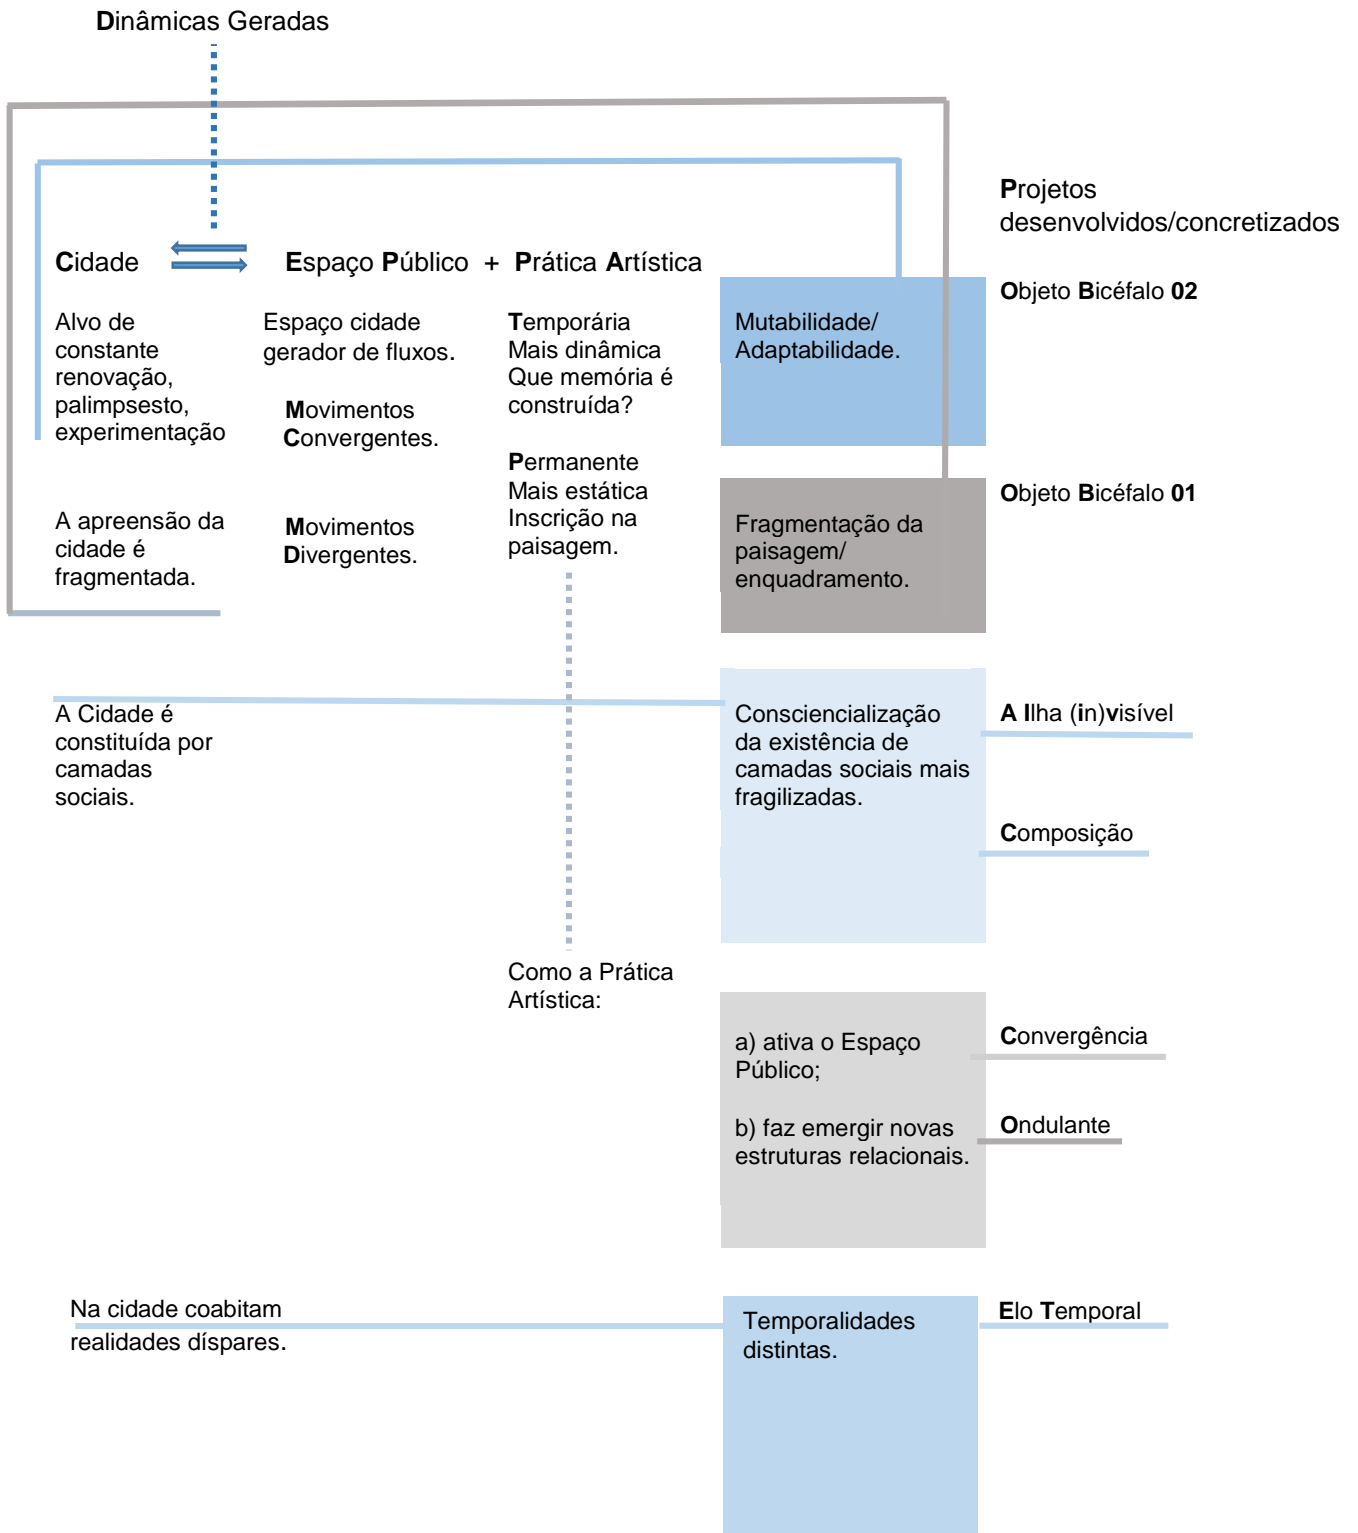 Dinâmicas Geradas
Projetos
desenvolvidos/concretizados
Cidade
Espaço Público + Prática Artística
Alvo de
constante
renovação,
palimpsesto,
experimentação
A apreensão da
cidade é
fragmentada.
Espaço cidade
gerador de fluxos.
Movimentos
Convergentes.
Movimentos
Divergentes.
Temporária
Mais dinâmica
Que memória é
construída?
Permanente
Mais estática
Inscrição na
paisagem.
Mutabilidade/
Adaptabilidade.
Objeto Bicéfalo 02
Fragmentação da
paisagem/
enquadramento.
Objeto Bicéfalo 01
A Cidade é
constituída por
camadas
sociais.
Consciencialização
da existência de
camadas sociais mais
fragilizadas.
A Ilha (in)visível
Composição
Como a Prática
Artística:
a) ativa o Espaço
Público;
b) faz emergir novas
estruturas relacionais.
Convergência
Ondulante
Na cidade coabitam
realidades díspares.
Temporalidades
distintas.
Elo Temporal